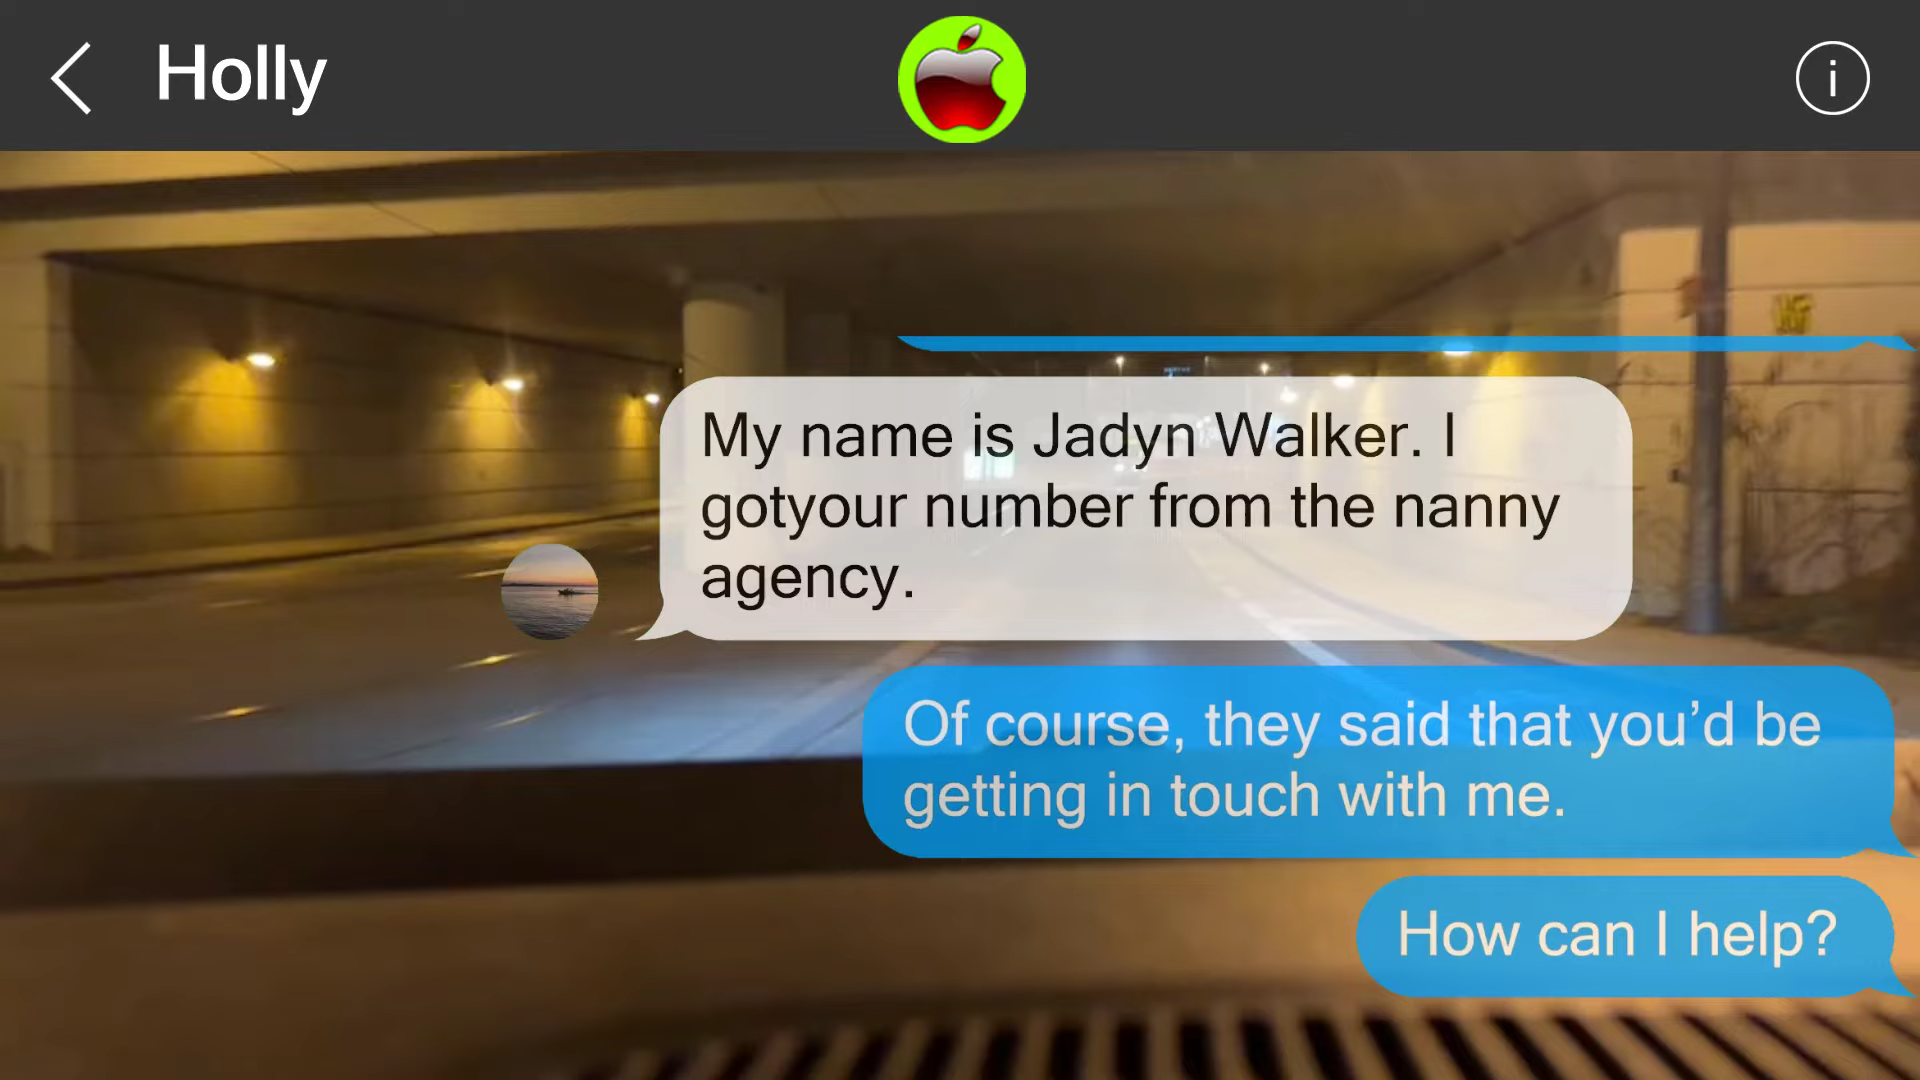 Holly
My name is Jadyn Walker. I
gotyour number from the nanny
agency.
Of course, they said that you’d be
getting in touch with me.
How can I help?